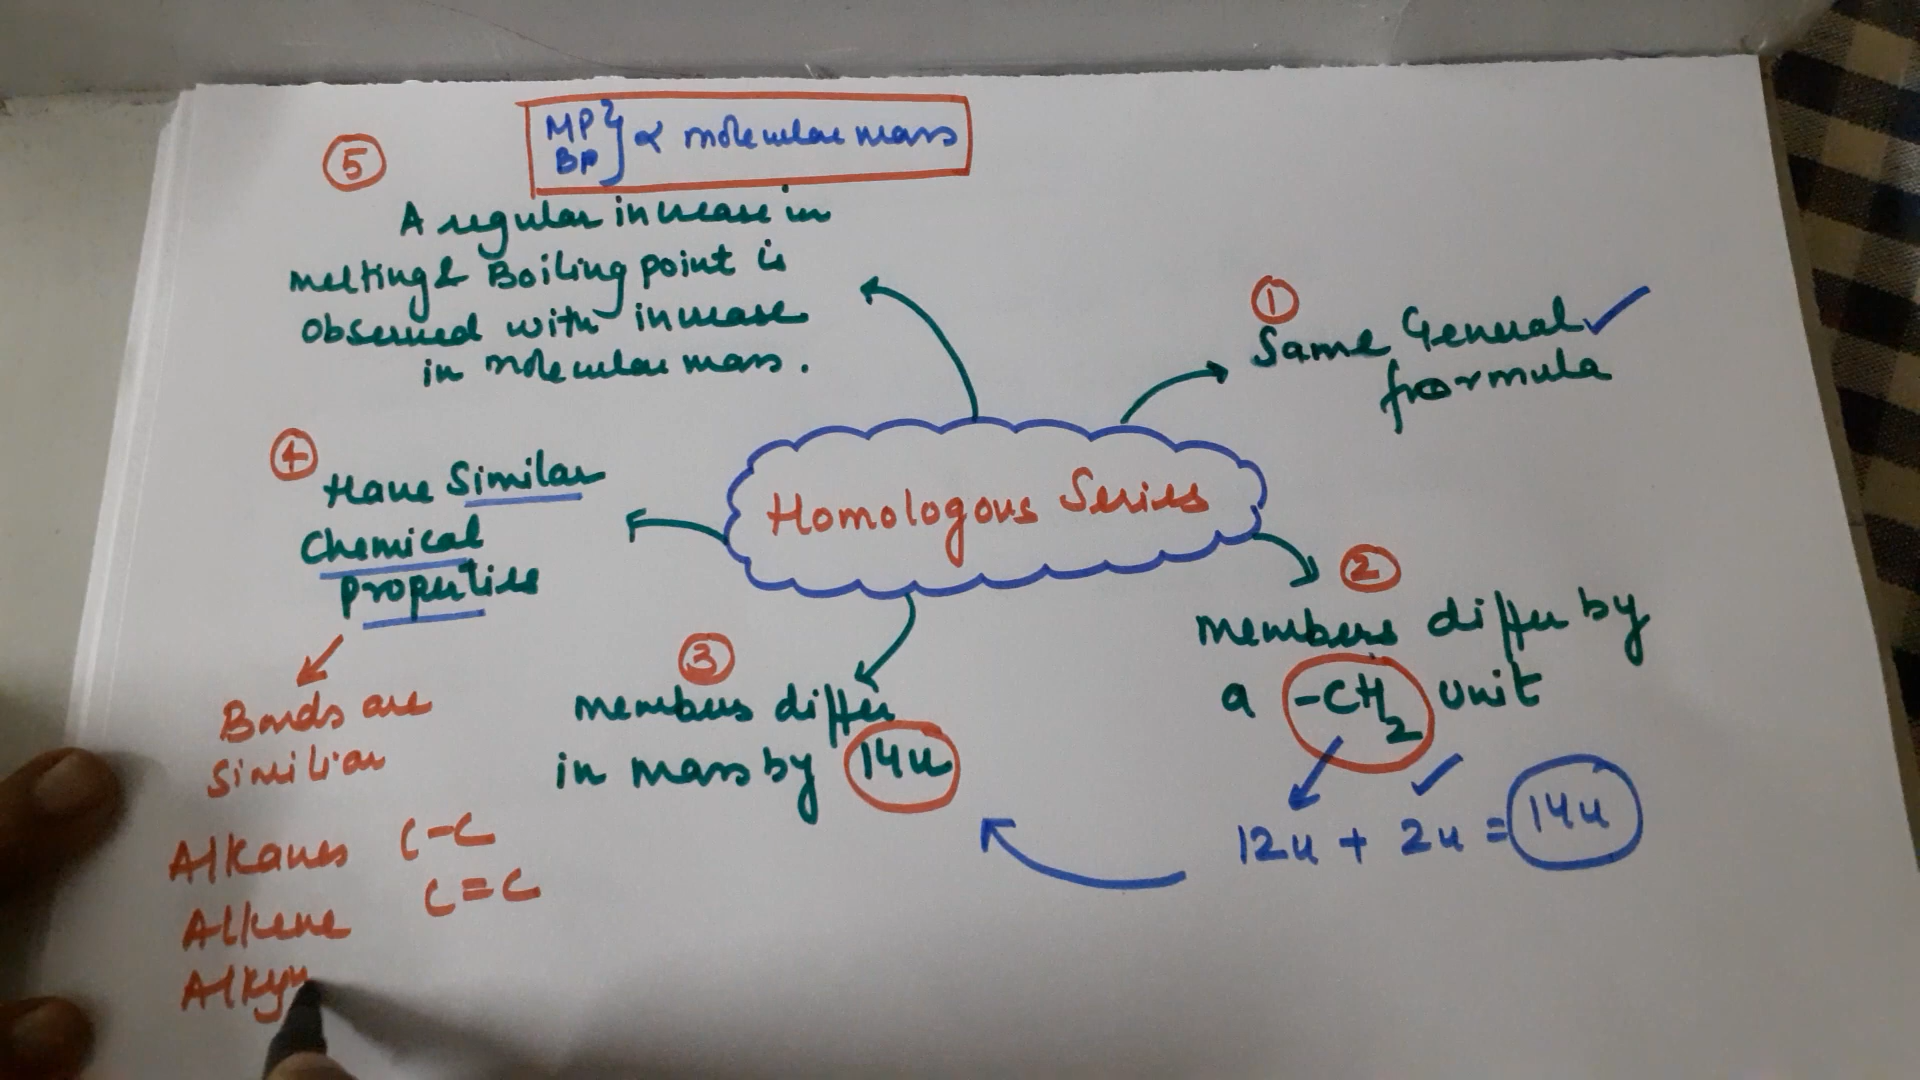 Homologous Series
①
Same General
formula
②
members differ by
a -CH2 unit
12u + 2u = 14u
③
members differ
in mass by 14u
④
Have Similar
Chemical
properties
Bonds are
Similiar
Alkanes C-C
Alkene C=C
Alkyn
⑤
MP
BP } ∝ molecular mass
A regular increase in
melting & Boiling point is
observed with increase
in molecular mass.